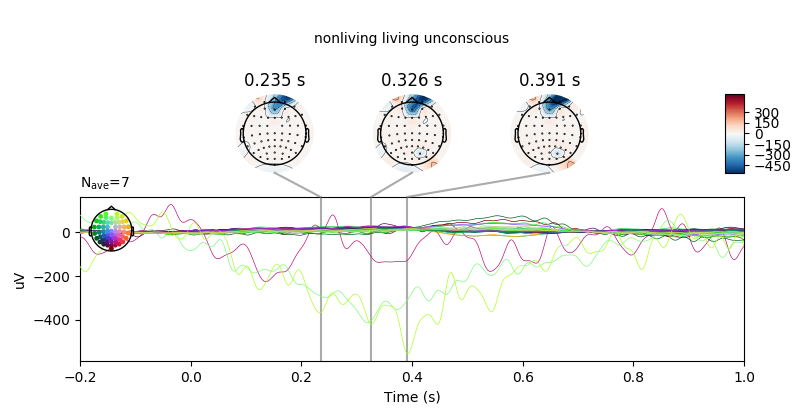 nonliving living unconscious
0.235 s 0.326 s 0.391 s
300
150
0
−150
−300
−450
Nave=7
0
−200
−400
uV
−0.2 0.0 0.2 0.4 0.6 0.8 1.0
Time (s)